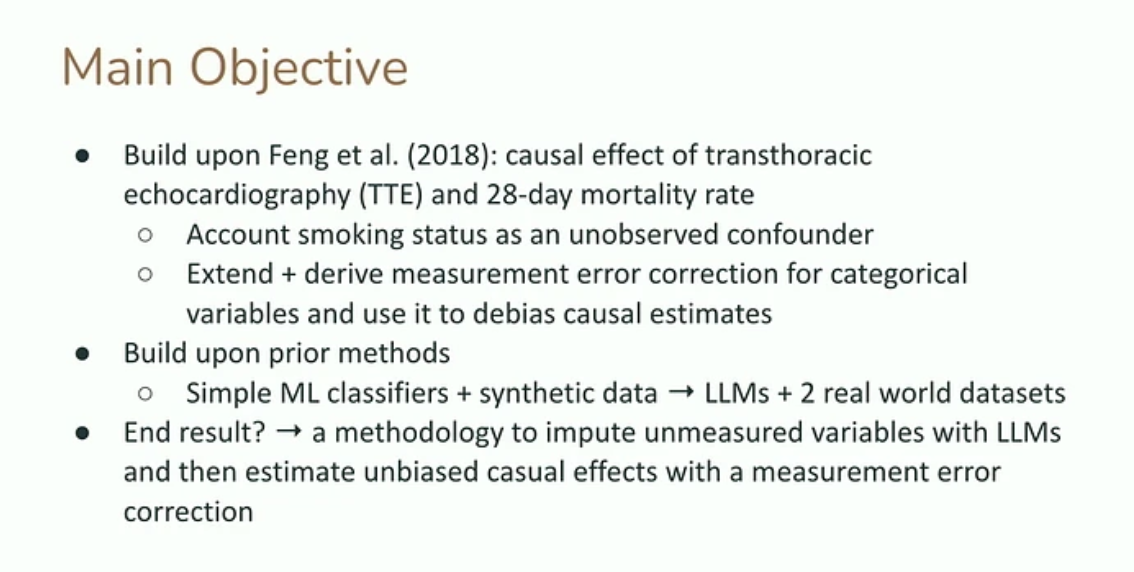 Main Objective
● Build upon Feng et al. (2018): causal effect of transthoracic
echocardiography (TTE) and 28-day mortality rate
○ Account smoking status as an unobserved confounder
○ Extend + derive measurement error correction for categorical
variables and use it to debias causal estimates
● Build upon prior methods
○ Simple ML classifiers + synthetic data → LLMs + 2 real world datasets
● End result? → a methodology to impute unmeasured variables with LLMs
and then estimate unbiased casual effects with a measurement error
correction